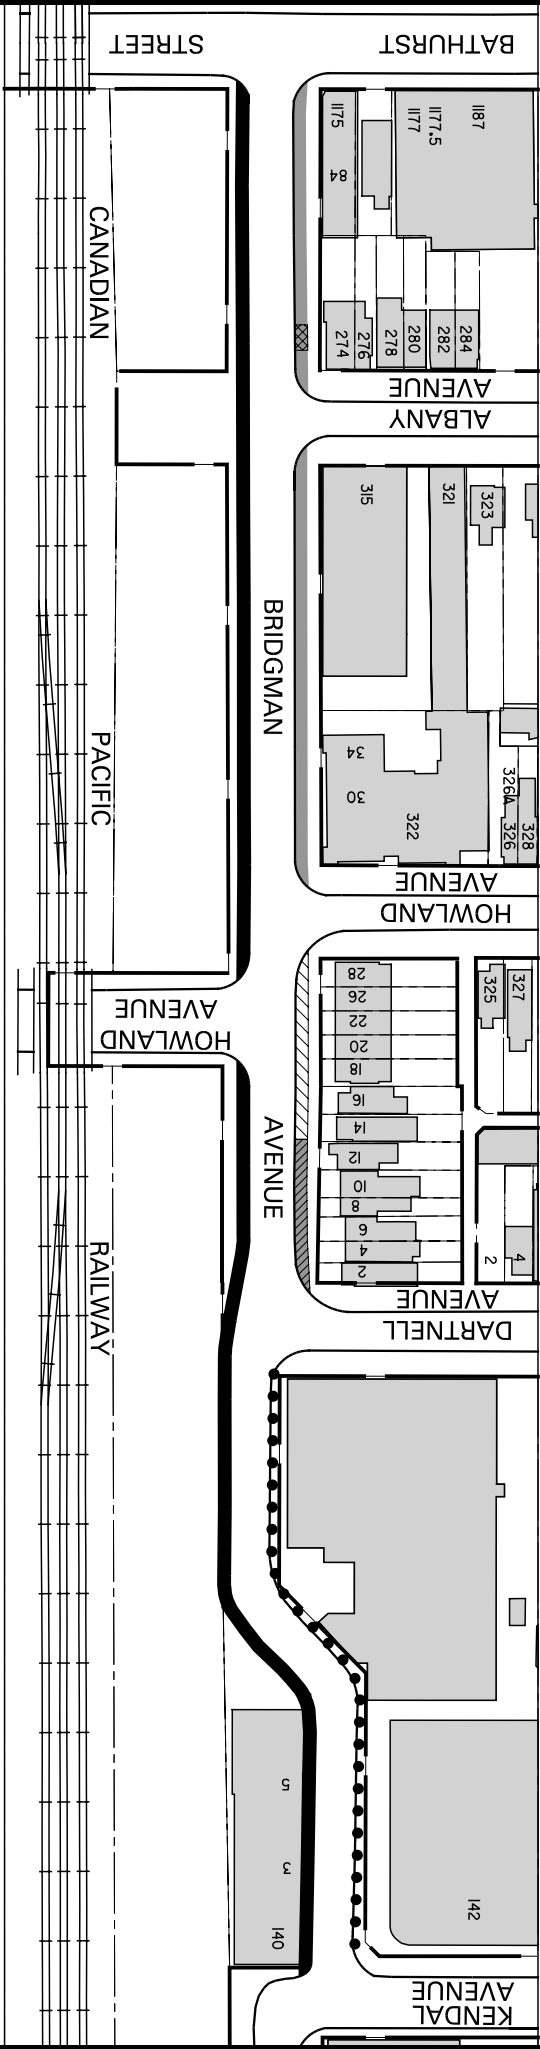 STREET
BATHURST
1175
84
1177
1177.5
1187
CANADIAN
274
276
278
280
282
284
AVENUE
ALBANY
315
321
323
BRIDGMAN
PACIFIC
34
30
322
326A
326
328
AVENUE
HOWLAND
28
26
22
20
18
16
14
12
10
8
6
4
2
325
327
AVENUE
HOWLAND
AVENUE
2
4
RAILWAY
AVENUE
DARTNELL
5
3
140
142
AVENUE
KENDAL